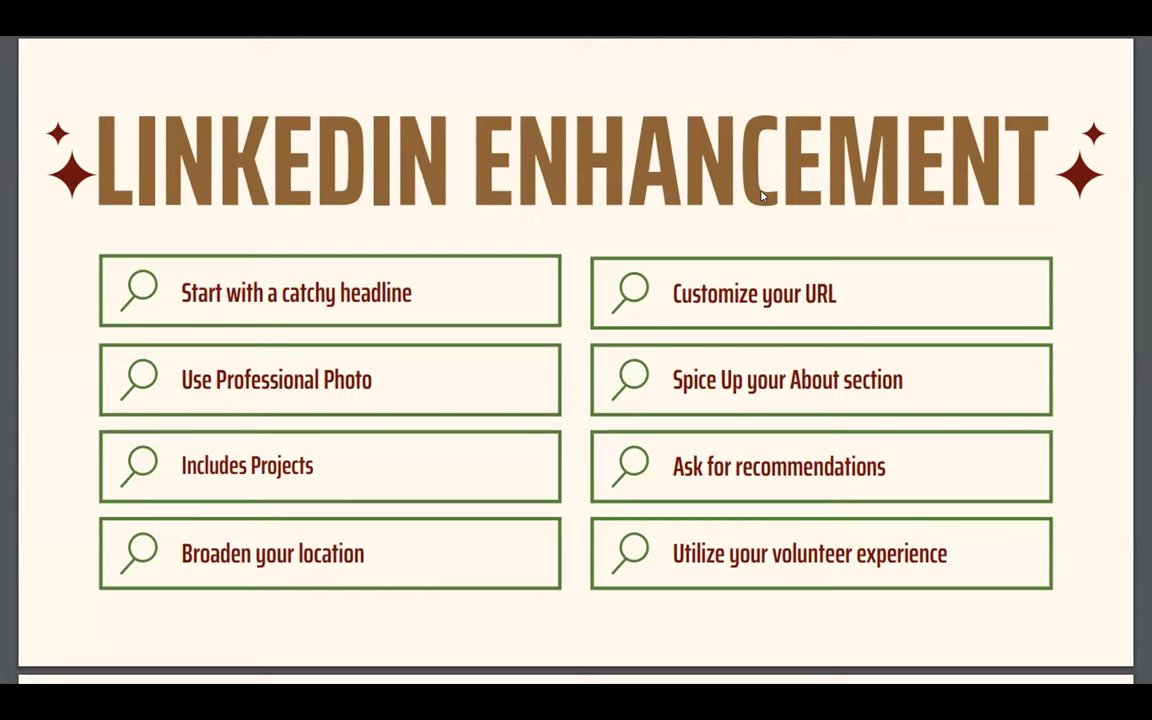 LINKEDIN ENHANCEMENT
Start with a catchy headline
Customize your URL
Use Professional Photo
Spice Up your About section
Includes Projects
Ask for recommendations
Broaden your location
Utilize your volunteer experience